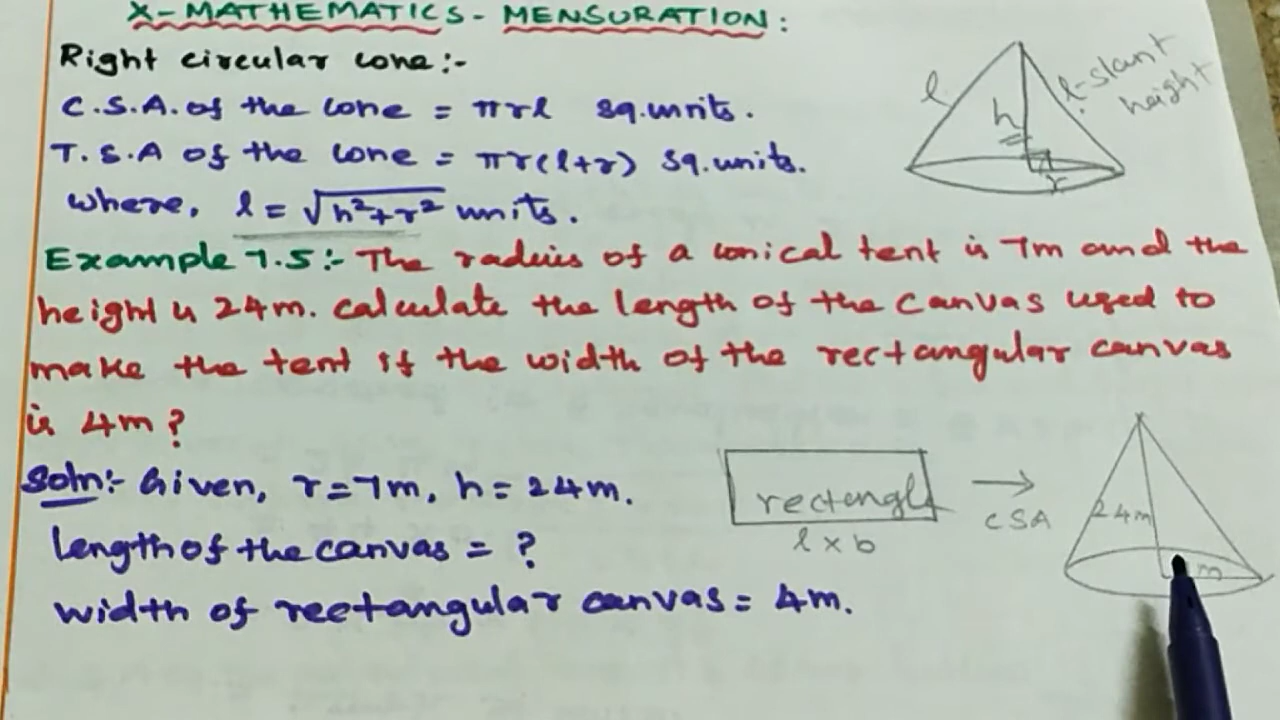 X-MATHEMATICS-MENSURATION:
Right circular cone:-
C.S.A. of the cone = πrl sq.units.
T.S.A of the cone = πr(l+r) sq.units.
where, l = √h²+r² units.
l
h
r
l-slant
height
Example 7.5:- The radius of a conical tent is 7m and the
height is 24m. calculate the length of the canvas used to
make the tent if the width of the rectangular canvas
is 4m?
Soln:- Given, r=7m, h=24m.
length of the canvas = ?
width of rectangular canvas = 4m.
rectangle
l x b
→
CSA
24m
m